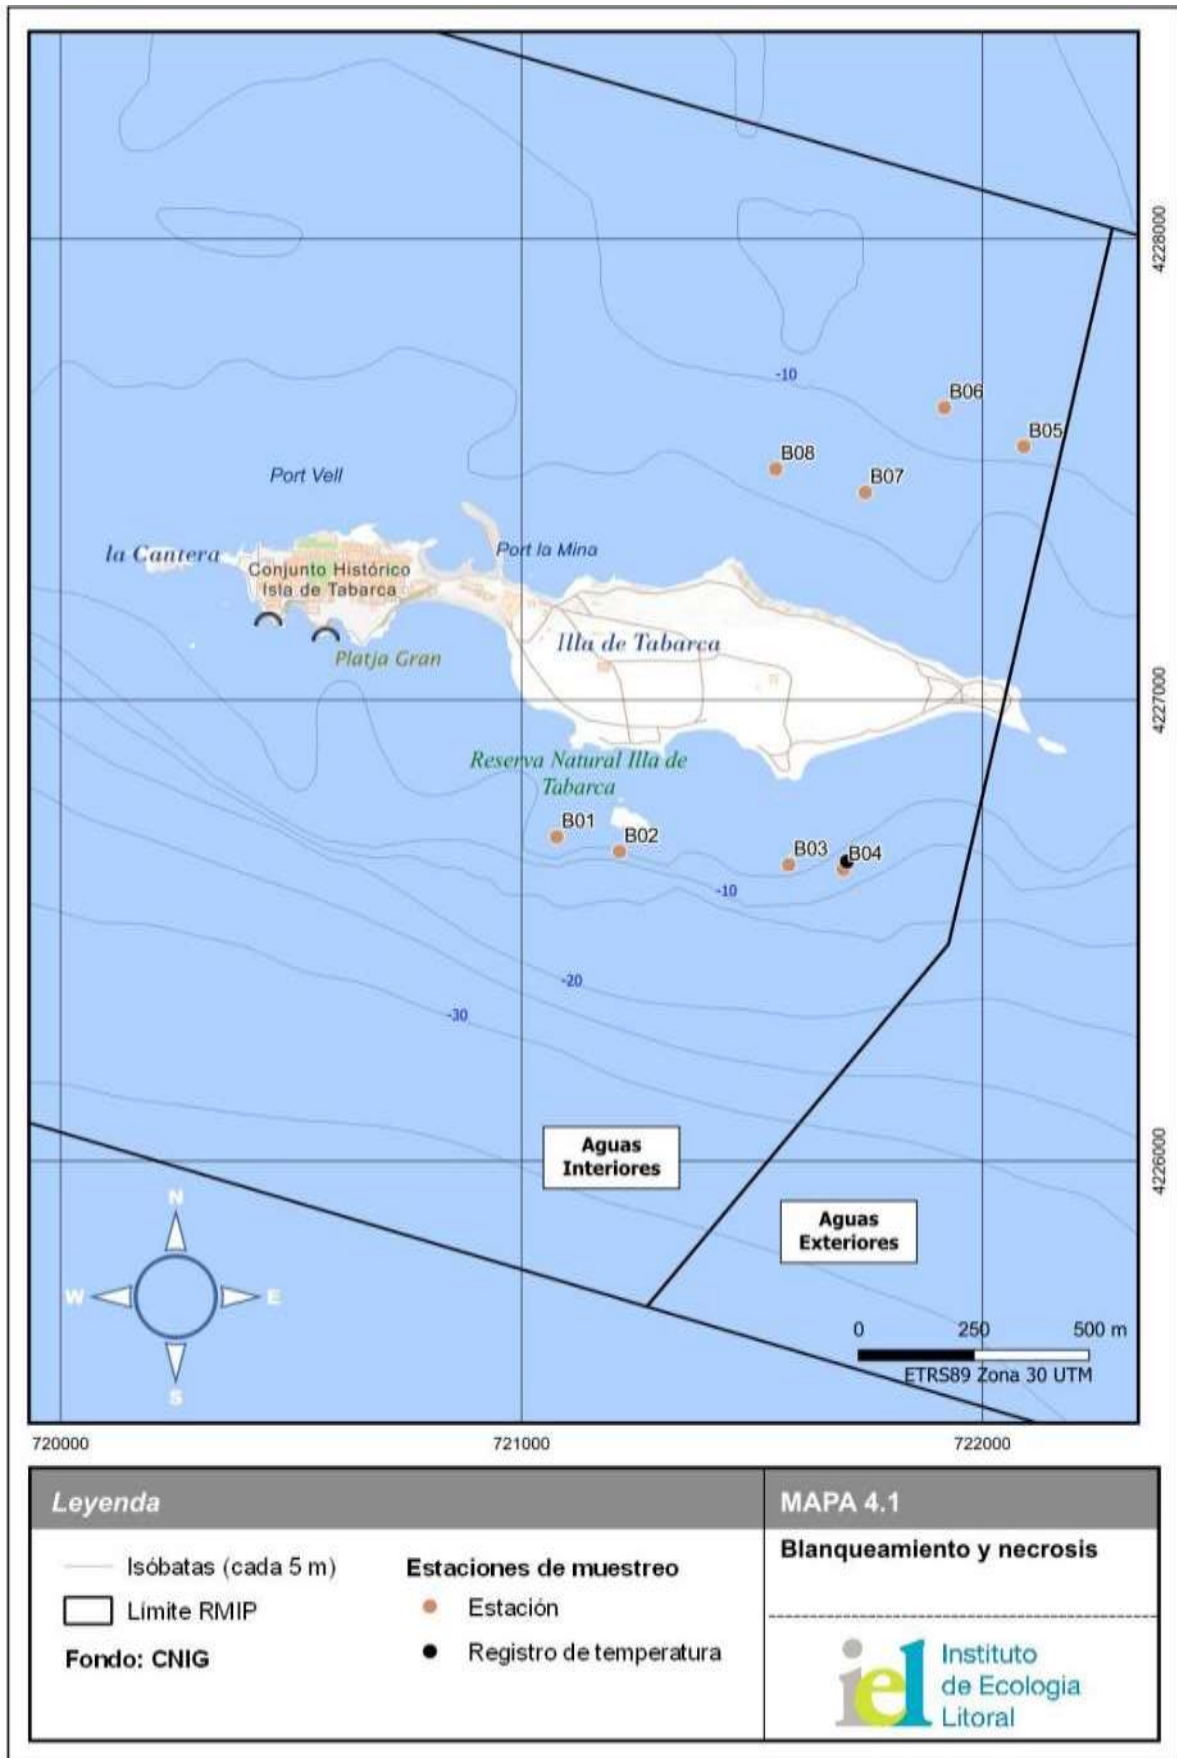 4228000
-10
B06
B05
B08
B07
Port Vell
la Cantera
Port la Mina
Conjunto Histórico
Isla de Tabarca
Illa de Tabarca
Platja Gran
4227000
Reserva Natural Illa de
Tabarca
B01
B02
B03
B04
-10
-20
-30
Aguas
Interiores
4226000
Aguas
Exteriores
N
W
E
S
0 250 500 m
ETRS89 Zona 30 UTM
720000 721000 722000
Leyenda
Isóbatas (cada 5 m)
Límite RMIP
Fondo: CNIG
Estaciones de muestreo
Estación
Registro de temperatura
MAPA 4.1
Blanqueamiento y necrosis
iel
Instituto
de Ecologia
Litoral